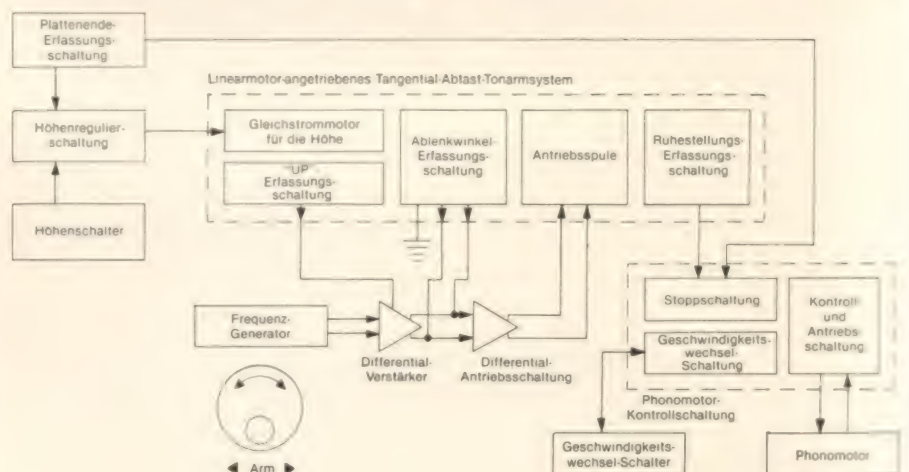 Plattenende-
Erfassungs-
schaltung
Linearmotor-angetriebenes Tangential-Abtast-Tonarmsystem
Höhenregulier-
schaltung
Gleichstrommotor
für die Höhe
UP
Erfassungs-
schaltung
Ablenkwinkel-
Erfassungs-
schaltung
Antriebsspule
Ruhestellungs-
Erfassungs-
schaltung
Höhenschalter
Frequenz-
Generator
Differential-
Verstärker
Differential-
Antriebsschaltung
Stoppschaltung
Geschwindigkeits-
wechsel-
Schaltung
Kontroll-
und
Antriebs-
schaltung
Phonomotor-
Kontrollschaltung
Arm
Geschwindigkeits-
wechsel-Schalter
Phonomotor